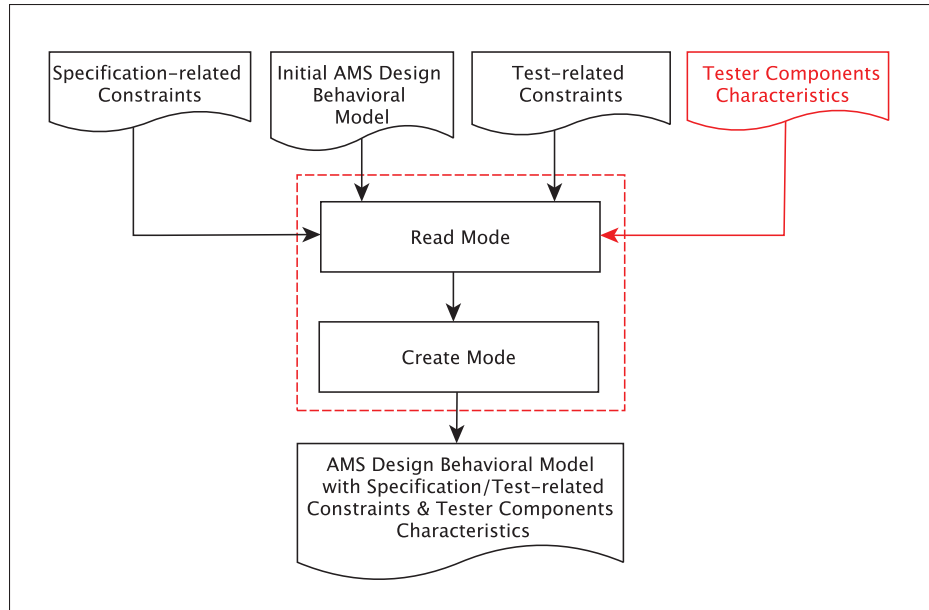 Specification-related
Constraints
Initial AMS Design
Behavioral
Model
Test-related
Constraints
Tester Components
Characteristics
Read Mode
Create Mode
AMS Design Behavioral Model
with Specification/Test-related
Constraints & Tester Components
Characteristics